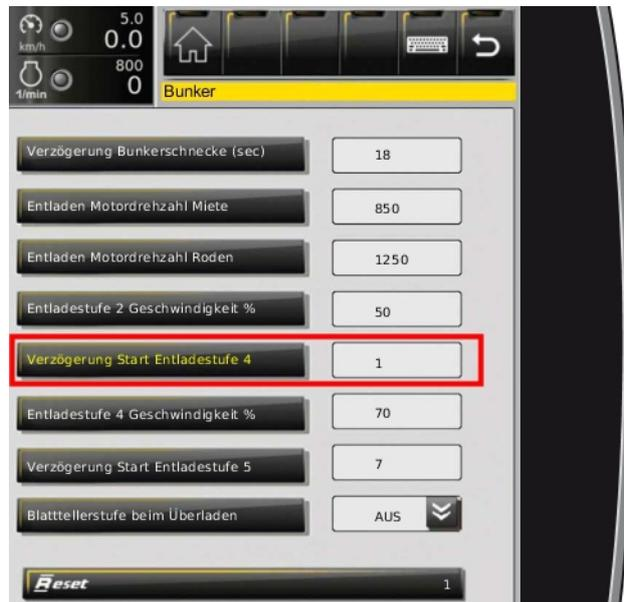 5.0
km/h 0.0
800
1/min 0
Bunker
Verzögerung Bunkerschnecke (sec) 18
Entladen Motordrehzahl Miete 850
Entladen Motordrehzahl Roden 1250
Entladestufe 2 Geschwindigkeit % 50
Verzögerung Start Entladestufe 4 1
Entladestufe 4 Geschwindigkeit % 70
Verzögerung Start Entladestufe 5 7
Blatttellerstufe beim Überladen AUS
Reset 1